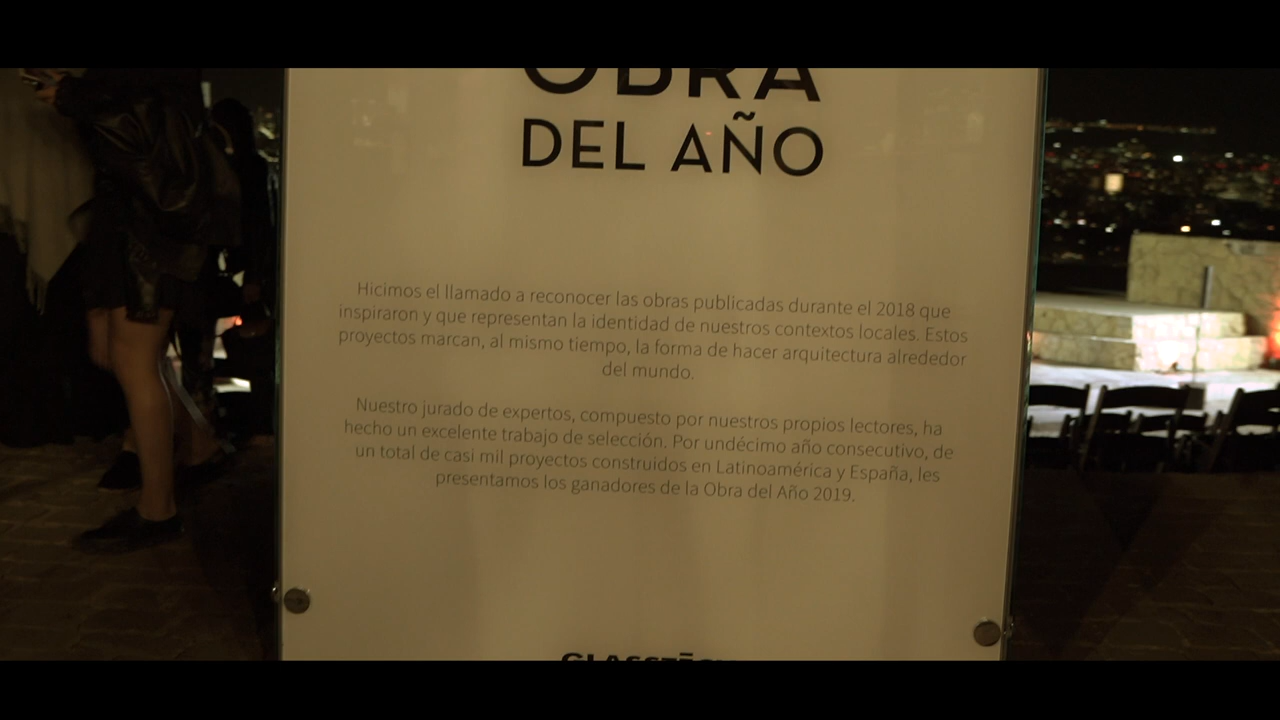 OBRA
DEL AÑO
Hicimos el llamado a reconocer las obras publicadas durante el 2018 que
inspiraron y que representan la identidad de nuestros contextos locales. Estos
proyectos marcan, al mismo tiempo, la forma de hacer arquitectura alrededor
del mundo.
Nuestro jurado de expertos, compuesto por nuestros propios lectores, ha
hecho un excelente trabajo de selección. Por undécimo año consecutivo, de
un total de casi mil proyectos construidos en Latinoamérica y España, les
presentamos los ganadores de la Obra del Año 2019.